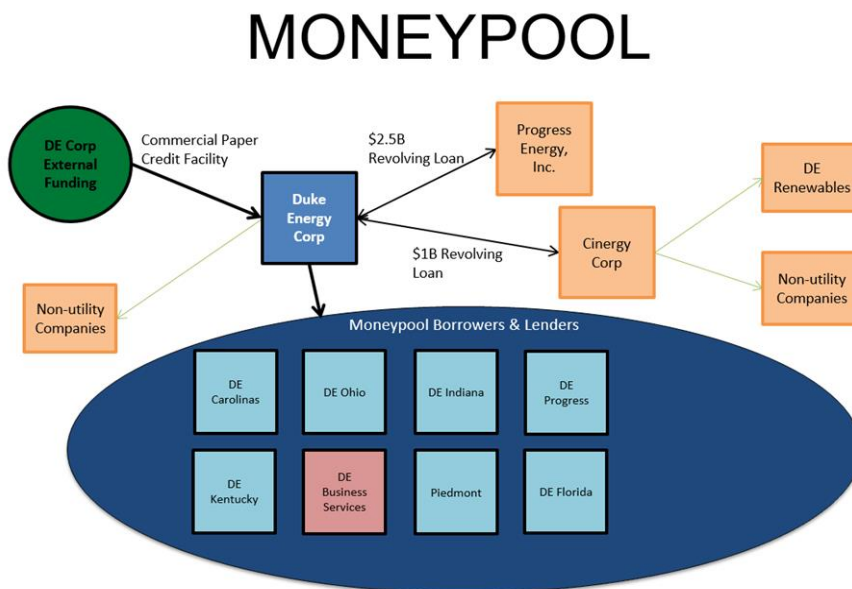 MONEYPOOL
DE Corp
External
Funding
Commercial Paper
Credit Facility
$2.5B
Revolving Loan
Progress
Energy,
Inc.
DE
Renewables
Duke
Energy
Corp
$1B Revolving
Loan
Cinergy
Corp
Non-utility
Companies
Non-utility
Companies
Moneypool Borrowers & Lenders
DE
Carolinas
DE Ohio
DE Indiana
DE
Progress
DE
Kentucky
DE
Business
Services
Piedmont
DE Florida